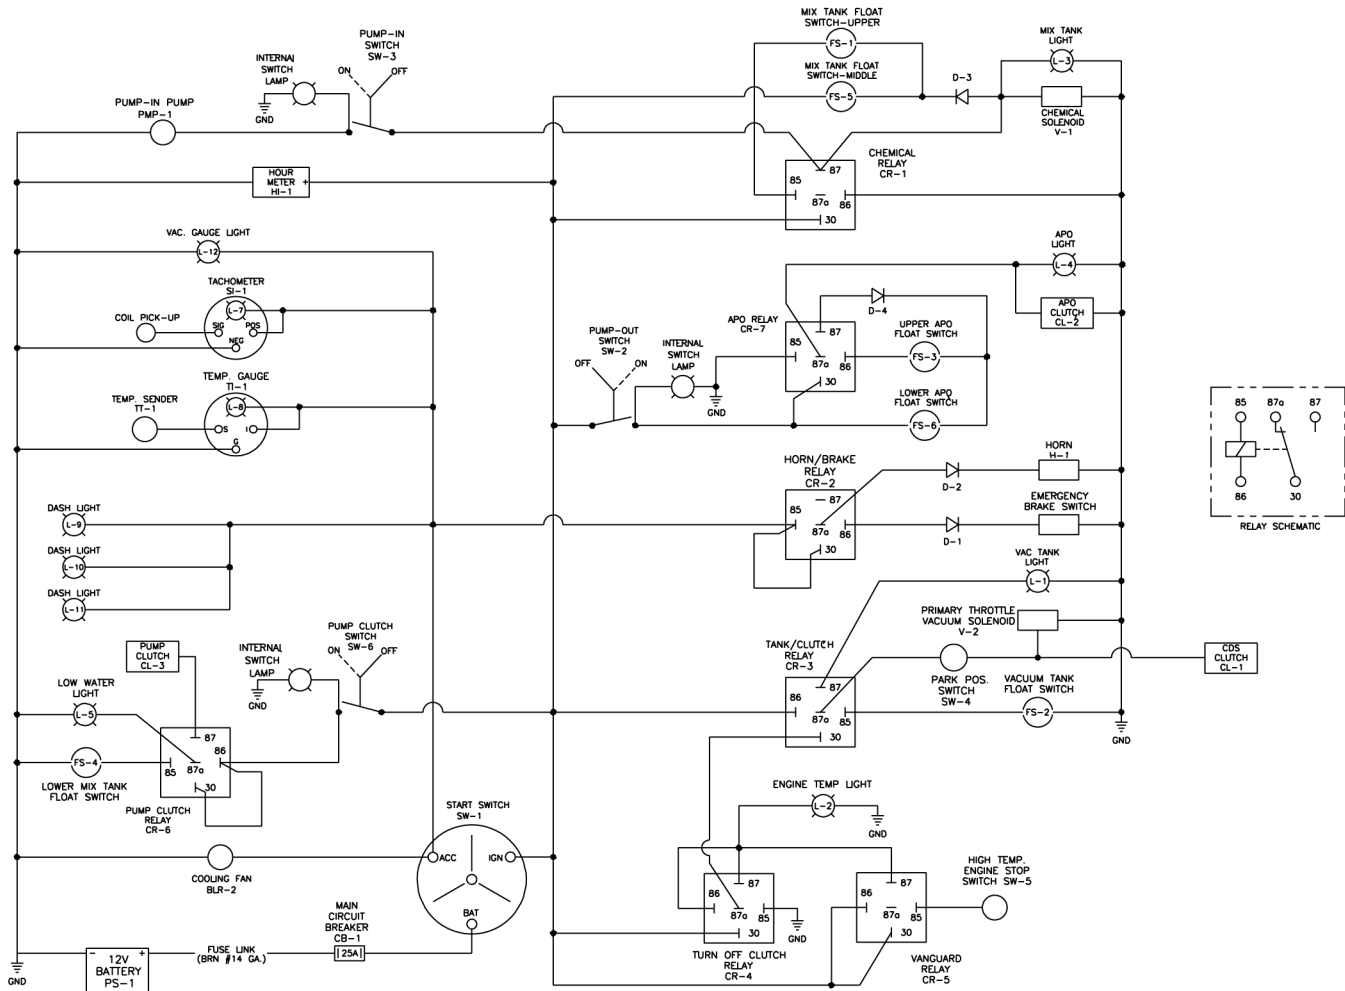 MIX TANK FLOAT
SWITCH-UPPER
FS-1
MIX TANK FLOAT
SWITCH-MIDDLE
FS-5
D-3
MIX TANK
LIGHT
L-3
CHEMICAL
SOLENOID
V-1
PUMP-IN
SWITCH
SW-3
ON
OFF
INTERNAL
SWITCH
LAMP
GND
PUMP-IN PUMP
PMP-1
CHEMICAL
RELAY
CR-1
85
87
87a
86
30
HOUR
METER
HI-1
+
VAC. GAUGE LIGHT
L-12
TACHOMETER
SI-1
L-7
SIG
POS
NEG
COIL PICK-UP
TEMP. GAUGE
TI-1
L-8
S
I
G
TEMP. SENDER
TT-1
APO
LIGHT
L-4
APO
CLUTCH
CL-2
D-4
APO RELAY
CR-7
85
87
87a
86
30
UPPER APO
FLOAT SWITCH
FS-3
LOWER APO
FLOAT SWITCH
FS-6
PUMP-OUT
SWITCH
SW-2
OFF
ON
INTERNAL
SWITCH
LAMP
GND
85
87a
87
86
30
RELAY SCHEMATIC
HORN/BRAKE
RELAY
CR-2
85
87
87a
86
30
D-2
HORN
H-1
D-1
EMERGENCY
BRAKE SWITCH
DASH LIGHT
L-9
DASH LIGHT
L-10
DASH LIGHT
L-11
VAC TANK
LIGHT
L-1
PRIMARY THROTTLE
VACUUM SOLENOID
V-2
TANK/CLUTCH
RELAY
CR-3
86
87
87a
85
30
PARK POS.
SWITCH
SW-4
VACUUM TANK
FLOAT SWITCH
FS-2
CDS
CLUTCH
CL-1
GND
PUMP CLUTCH
SWITCH
SW-6
ON
OFF
INTERNAL
SWITCH
LAMP
GND
PUMP
CLUTCH
CL-3
LOW WATER
LIGHT
L-5
FS-4
LOWER MIX TANK
FLOAT SWITCH
87
86
85
87a
30
PUMP CLUTCH
RELAY
CR-6
COOLING FAN
BLR-2
START SWITCH
SW-1
ACC
IGN
BAT
ENGINE TEMP LIGHT
L-2
GND
86
87
87a
85
30
GND
TURN OFF CLUTCH
RELAY
CR-4
86
87
87a
85
30
VANGUARD
RELAY
CR-5
HIGH TEMP.
ENGINE STOP
SWITCH SW-5
MAIN
CIRCUIT
BREAKER
CB-1
25A
FUSE LINK
(BRN #14 GA.)
- +
12V
BATTERY
PS-1
GND